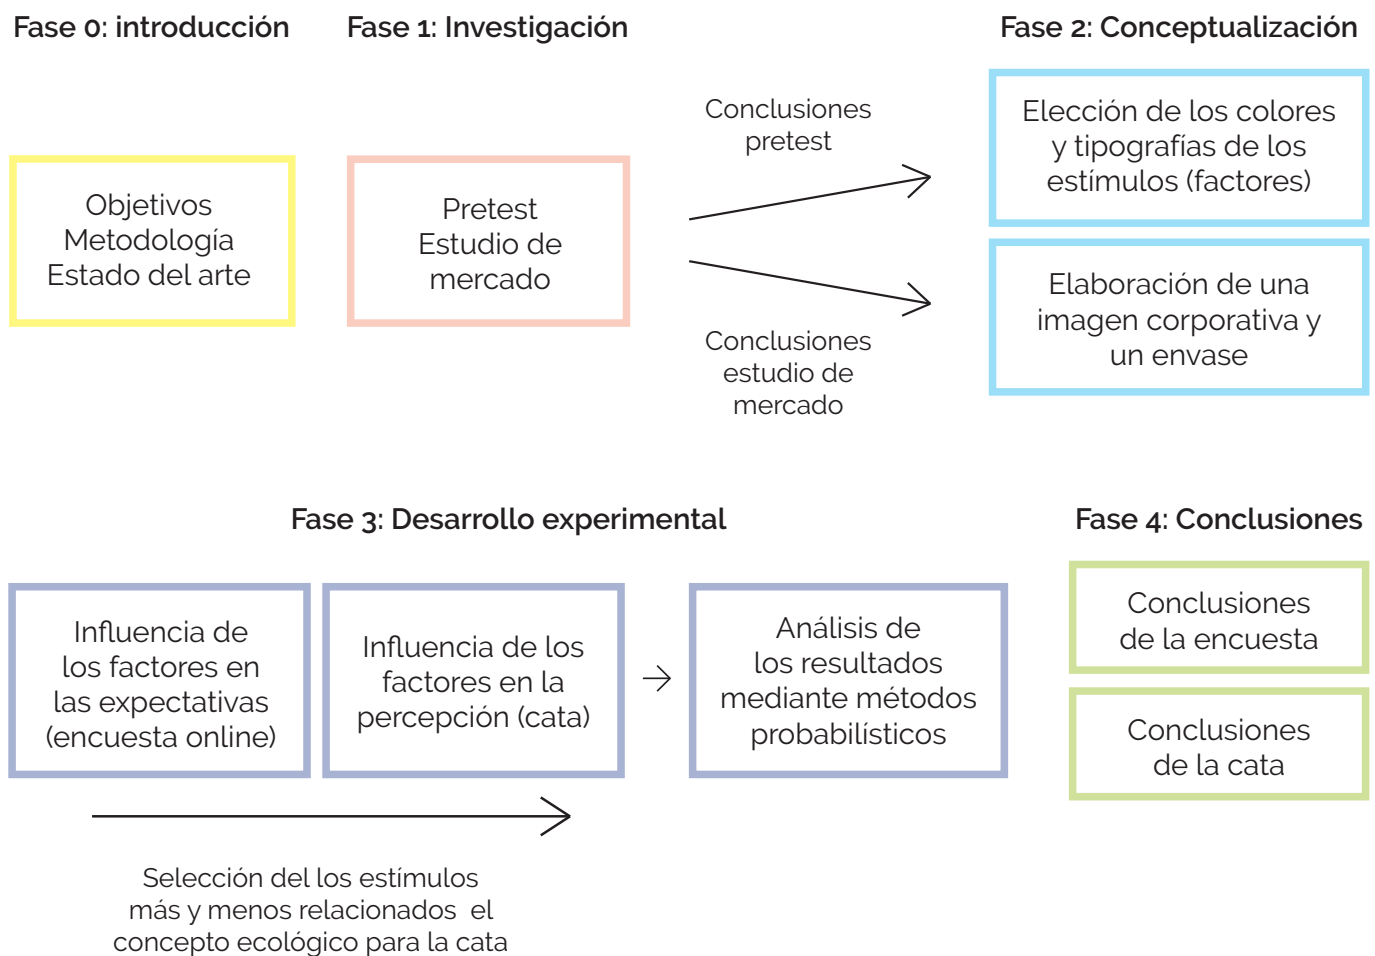 Fase 0: introducción
Fase 1: Investigación
Fase 2: Conceptualización
Objetivos
Metodología
Estado del arte
Pretest
Estudio de
mercado
Conclusiones
pretest
Conclusiones
estudio de
mercado
Elección de los colores
y tipografías de los
estímulos (factores)
Elaboración de una
imagen corporativa y
un envase
Fase 3: Desarrollo experimental
Fase 4: Conclusiones
Influencia de
los factores en
las expectativas
(encuesta online)
Influencia de los
factores en la
percepción (cata)
Análisis de
los resultados
mediante métodos
probabilísticos
Conclusiones
de la encuesta
Conclusiones
de la cata
Selección del los estímulos
más y menos relacionados el
concepto ecológico para la cata